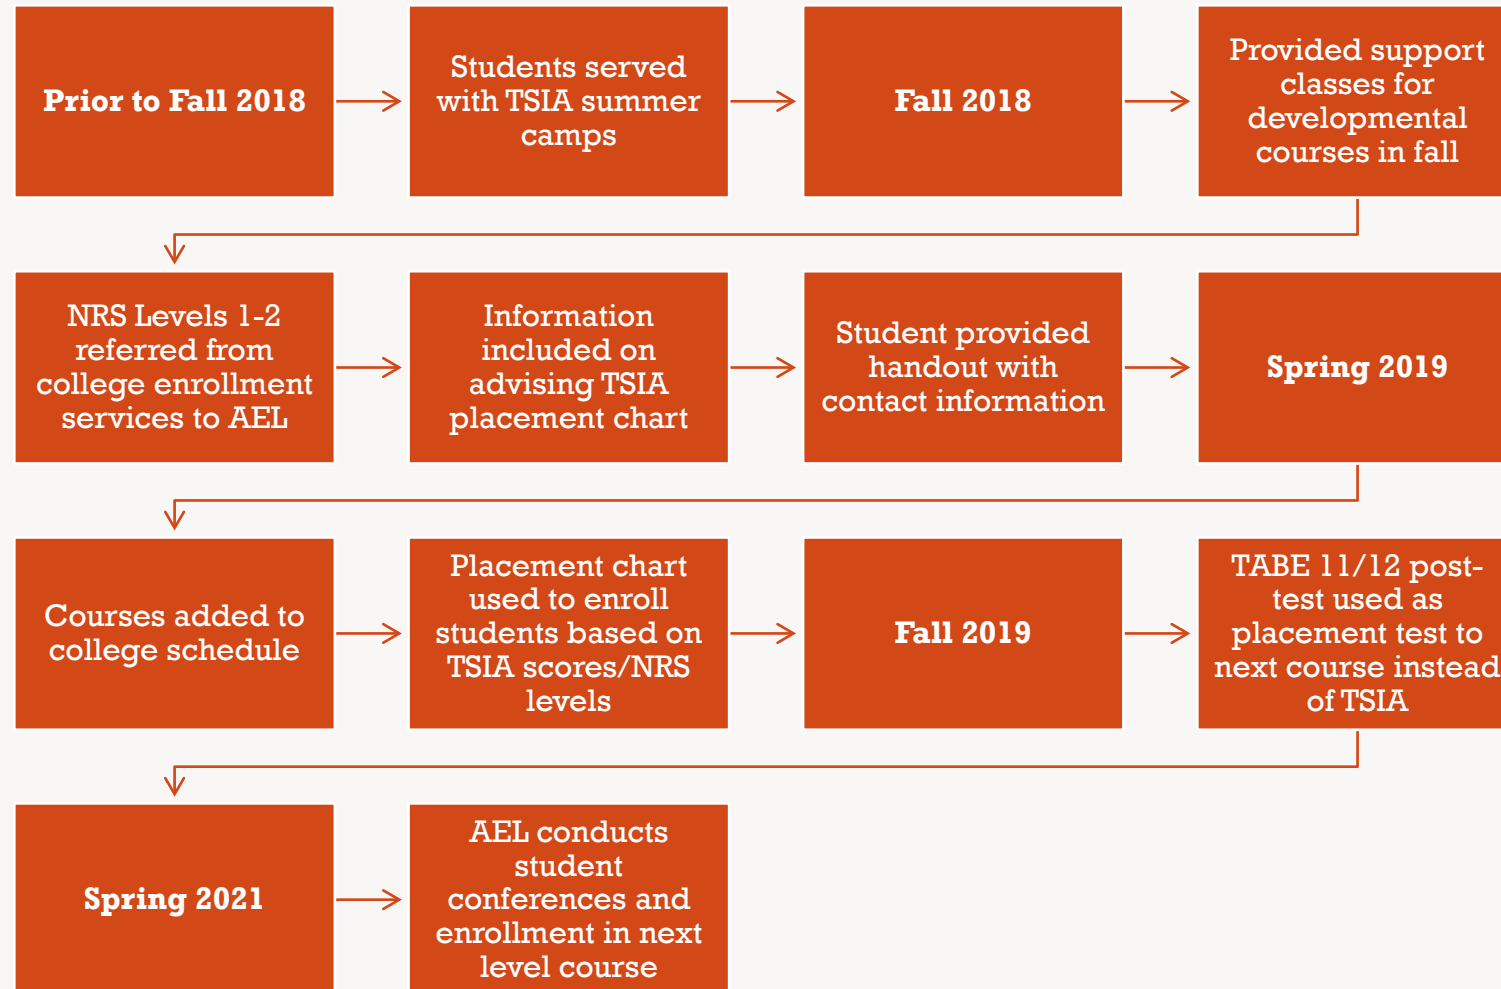 Prior to Fall 2018
Students served
with TSIA summer
camps
Fall 2018
Provided support
classes for
developmental
courses in fall
NRS Levels 1-2
referred from
college enrollment
services to AEL
Information
included on
advising TSIA
placement chart
Student provided
handout with
contact information
Spring 2019
Courses added to
college schedule
Placement chart
used to enroll
students based on
TSIA scores/NRS
levels
Fall 2019
TABE 11/12 post-
test used as
placement test to
next course instead
of TSIA
Spring 2021
AEL conducts
student
conferences and
enrollment in next
level course